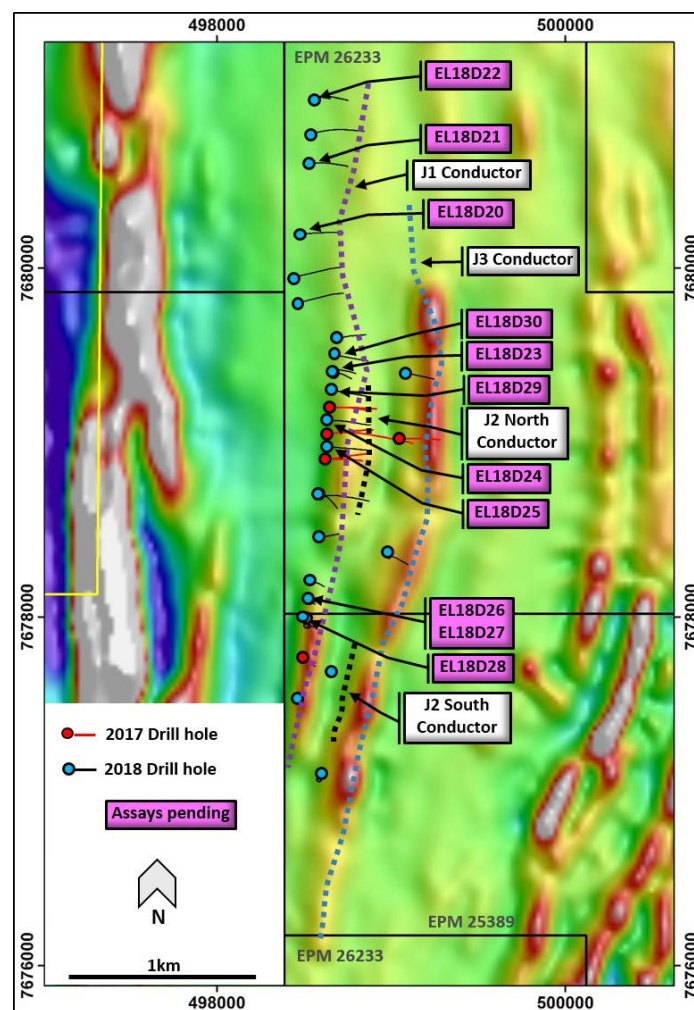 498000
500000
EPM 26233
EL18D22
EL18D21
J1 Conductor
EL18D20
7680000
7680000
J3 Conductor
EL18D30
EL18D23
EL18D29
J2 North
Conductor
EL18D24
EL18D25
7678000
7678000
EL18D26
EL18D27
EL18D28
J2 South
Conductor
2017 Drill hole
2018 Drill hole
Assays pending
N
1km
EPM 25389
EPM 26233
7676000
7676000
498000
500000